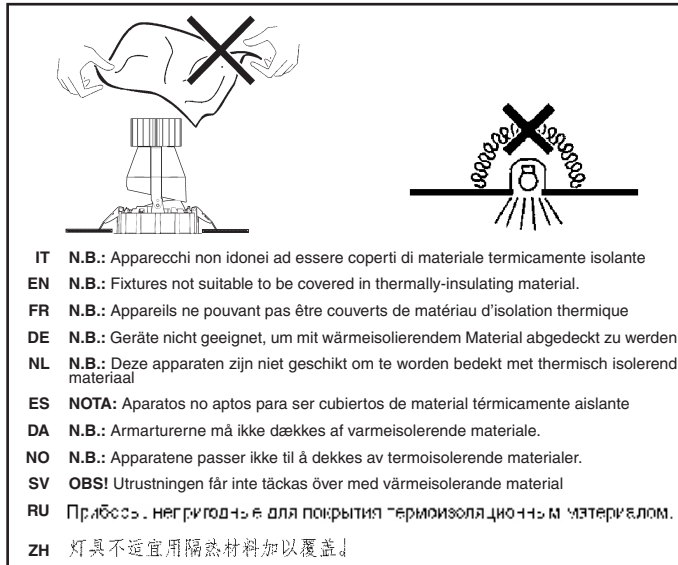 IT N.B.: Apparecchi non idonei ad essere coperti di materiale termicamente isolante
EN N.B.: Fixtures not suitable to be covered in thermally-insulating material.
FR N.B.: Appareils ne pouvant pas être couverts de matériau d'isolation thermique
DE N.B.: Geräte nicht geeignet, um mit wärmeisolierendem Material abgedeckt zu werden
NL N.B.: Deze apparaten zijn niet geschikt om te worden bedekt met thermisch isolerend
materiaal
ES NOTA: Aparatos no aptos para ser cubiertos de material térmicamente aislante
DA N.B.: Armarturerne må ikke dækkes af varmeisolerende materiale.
NO N.B.: Apparatene passer ikke til å dekkes av termoisolerende materialer.
SV OBS! Utrustningen får inte täckas över med värmeisolerande material
RU Приборы, непригодные для покрытия термоизоляционным материалом.
ZH 灯具不适宜用隔热材料加以覆盖